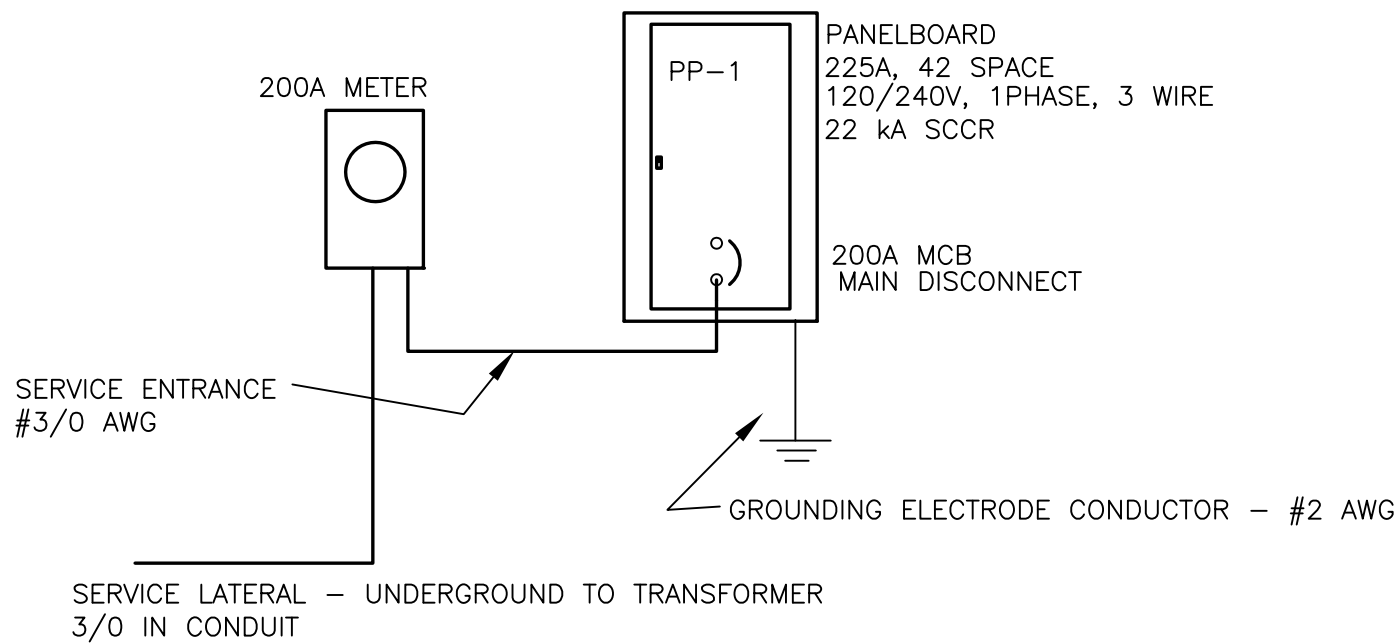 200A METER
PP-1
PANELBOARD
225A, 42 SPACE
120/240V, 1PHASE, 3 WIRE
22 kA SCCR
200A MCB
MAIN DISCONNECT
SERVICE ENTRANCE
#3/0 AWG
GROUNDING ELECTRODE CONDUCTOR - #2 AWG
SERVICE LATERAL - UNDERGROUND TO TRANSFORMER
3/0 IN CONDUIT